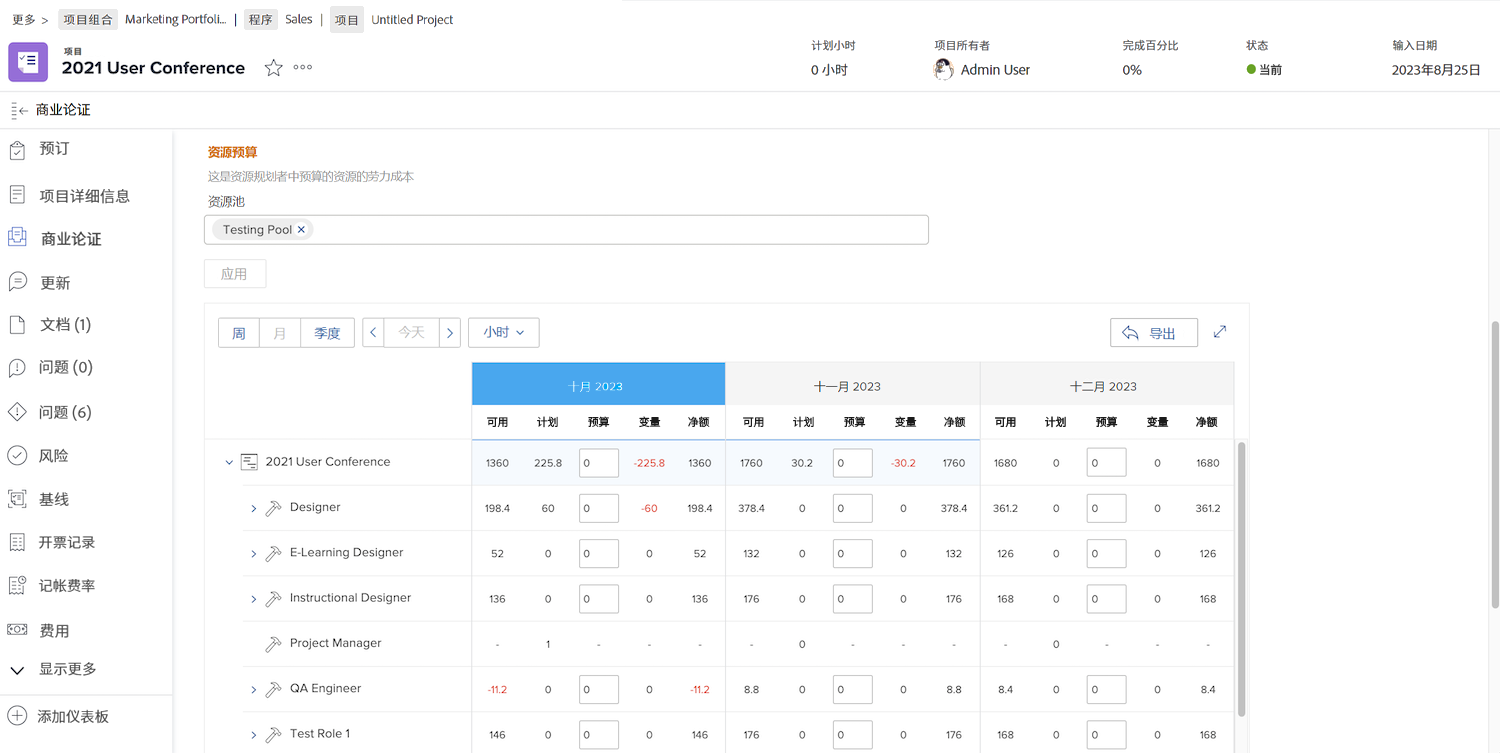 更多 > 项目组合 Marketing Portfoli... | 程序 Sales | 项目 Untitled Project
项目
2021 User Conference
计划小时 项目所有者 完成百分比 状态 输入日期
0 小时 Admin User 0% 当前 2023年8月25日
商业论证
预订
项目详细信息
商业论证
更新
文档 (1)
问题 (0)
问题 (6)
风险
基线
开票记录
记帐费率
费用
显示更多
添加仪表板
资源预算
这是资源规划者中预算的资源的劳力成本
资源池
Testing Pool ×
应用
周 月 季度 < 今天 > 小时 导出
十月 2023 十一月 2023 十二月 2023
可用 计划 预算 变量 净额 可用 计划 预算 变量 净额 可用 计划 预算 变量 净额
2021 User Conference 1360 225.8 0 -225.8 1360 1760 30.2 0 -30.2 1760 1680 0 0 0 1680
Designer 198.4 60 0 -60 198.4 378.4 0 0 0 378.4 361.2 0 0 0 361.2
E-Learning Designer 52 0 0 0 52 132 0 0 0 132 126 0 0 0 126
Instructional Designer 136 0 0 0 136 176 0 0 0 176 168 0 0 0 168
Project Manager - 1 - - - - 0 - - - - 0 - - -
QA Engineer -11.2 0 0 0 -11.2 8.8 0 0 0 8.8 8.4 0 0 0 8.4
Test Role 1 146 0 0 0 146 176 0 0 0 176 168 0 0 0 168